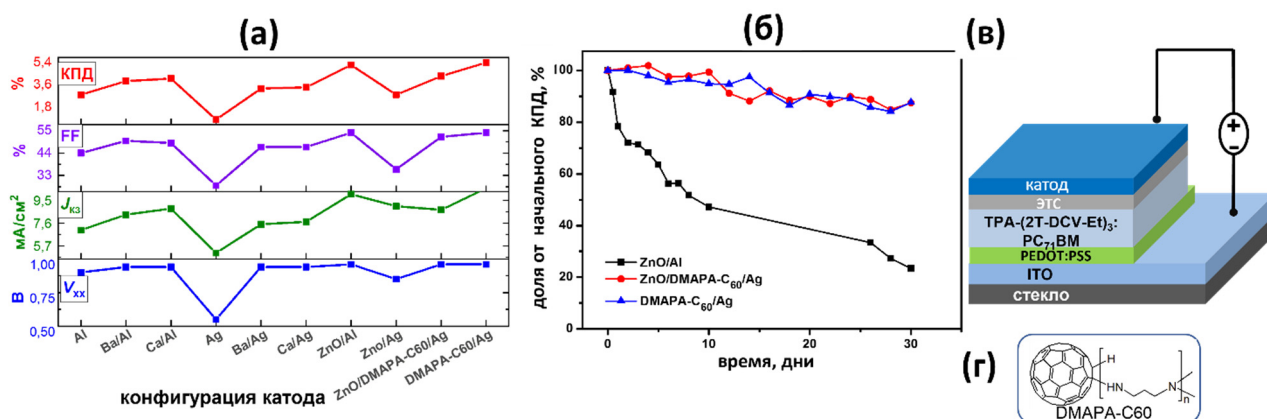 (а)
5,4
3,6
1,8
%
КПД
55
44
33
%
FF
9,5
7,6
5,7
мА/см²
Jкз
1,00
0,75
0,50
В
Vхх
Al
Ba/Al
Ca/Al
Ag
Ba/Ag
Ca/Ag
ZnO/Al
Zno/Ag
ZnO/DMAPA-C60/Ag
DMAPA-C60/Ag
конфигурация катода
(б)
доля от начального КПД, %
100
80
60
40
20
0
ZnO/Al
ZnO/DMAPA-C₆₀/Ag
DMAPA-C₆₀/Ag
0
10
20
30
время, дни
(в)
+
−
катод
ЭТС
TPA-(2T-DCV-Et)₃:
PC₇₁BM
PEDOT:PSS
ITO
стекло
(г)
H
HN
N
n
DMAPA-C60